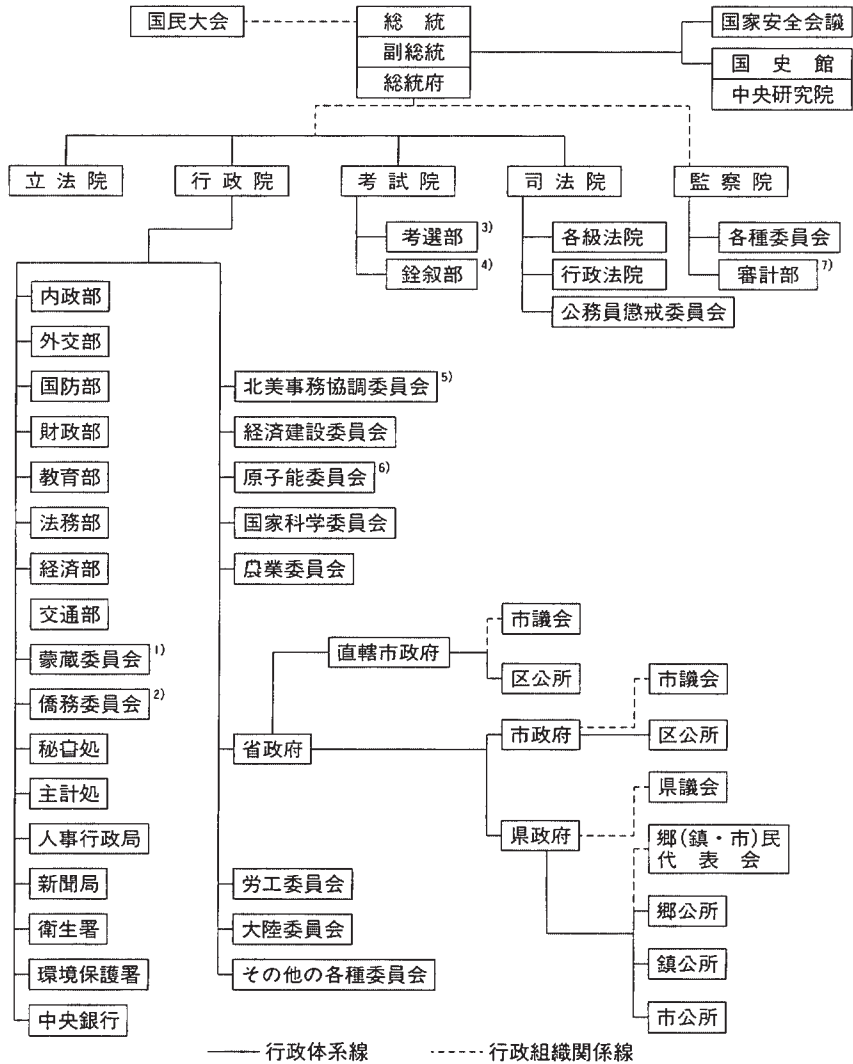 国民大会
総統
副総統
総統府
国家安全会議
国史館
中央研究院
立法院
行政院
考試院
司法院
監察院
考選部 3)
銓叙部 4)
各級法院
行政法院
公務員懲戒委員会
各種委員会
審計部 7)
内政部
外交部
国防部
財政部
教育部
法務部
経済部
交通部
蒙蔵委員会 1)
僑務委員会 2)
秘書処
主計処
人事行政局
新聞局
衛生署
環境保護署
中央銀行
北美事務協調委員会 5)
経済建設委員会
原子能委員会 6)
国家科学委員会
農業委員会
省政府
労工委員会
大陸委員会
その他の各種委員会
直轄市政府
市議会
区公所
市政府
市議会
区公所
県政府
県議会
郷(鎮・市)民
代表会
郷公所
鎮公所
市公所
行政体系線
行政組織関係線